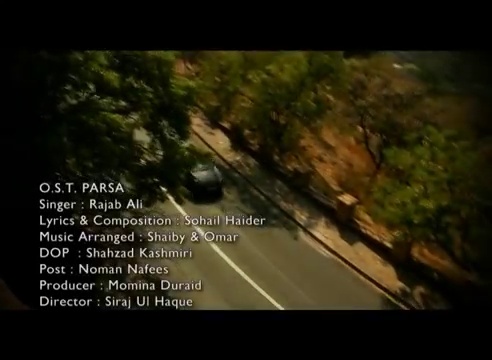 O.S.T. PARSA
Singer : Rajab Ali
Lyrics & Composition : Sohail Haider
Music Arranged : Shaiby & Omar
DOP : Shahzad Kashmiri
Post : Noman Nafees
Producer : Momina Duraid
Director : Siraj Ul Haque